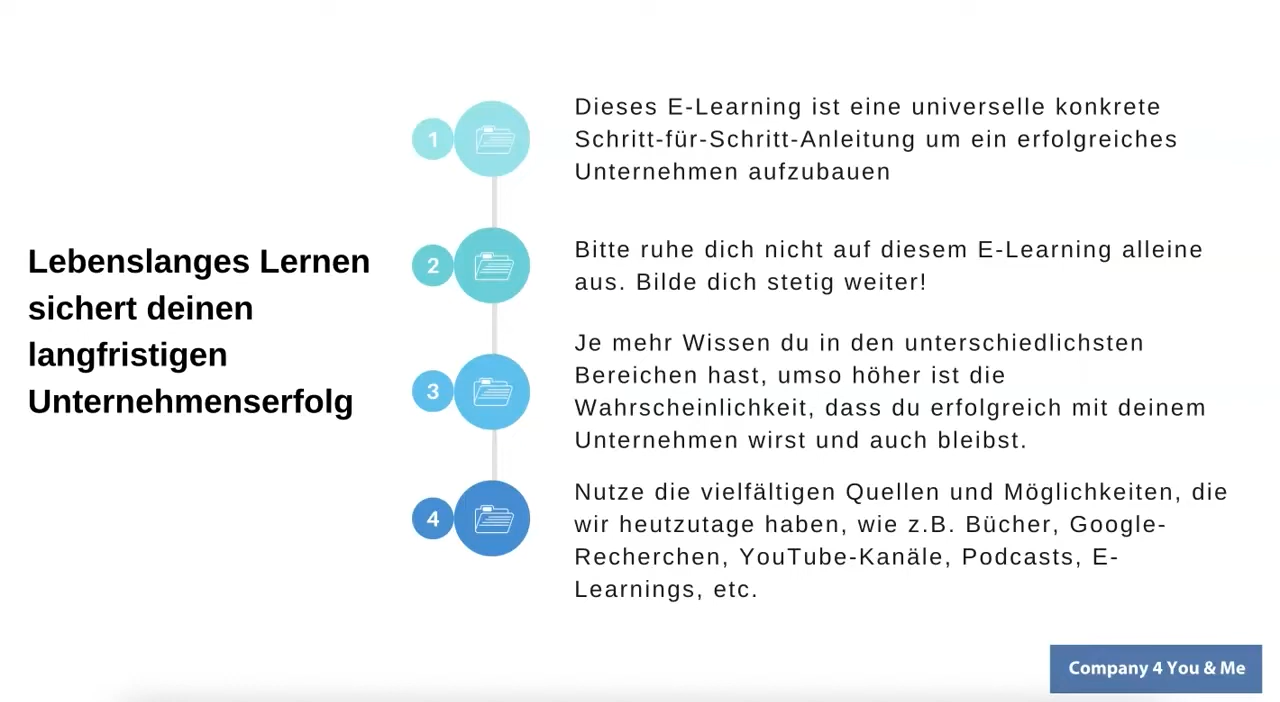 Lebenslanges Lernen
sichert deinen
langfristigen
Unternehmenserfolg
1
Dieses E-Learning ist eine universelle konkrete
Schritt-für-Schritt-Anleitung um ein erfolgreiches
Unternehmen aufzubauen
2
Bitte ruhe dich nicht auf diesem E-Learning alleine
aus. Bilde dich stetig weiter!
3
Je mehr Wissen du in den unterschiedlichsten
Bereichen hast, umso höher ist die
Wahrscheinlichkeit, dass du erfolgreich mit deinem
Unternehmen wirst und auch bleibst.
4
Nutze die vielfältigen Quellen und Möglichkeiten, die
wir heutzutage haben, wie z.B. Bücher, Google-
Recherchen, YouTube-Kanäle, Podcasts, E-
Learnings, etc.
Company 4 You & Me